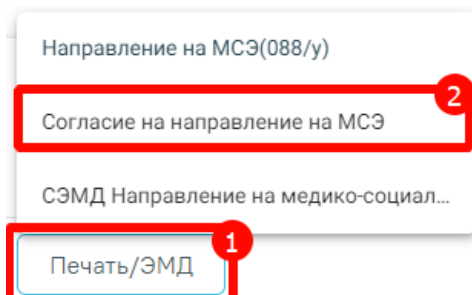 Направление на МСЭ(088/у)
2
Согласие на направление на МСЭ
СЭМД Направление на медико-социал...
1
Печать/ЭМД